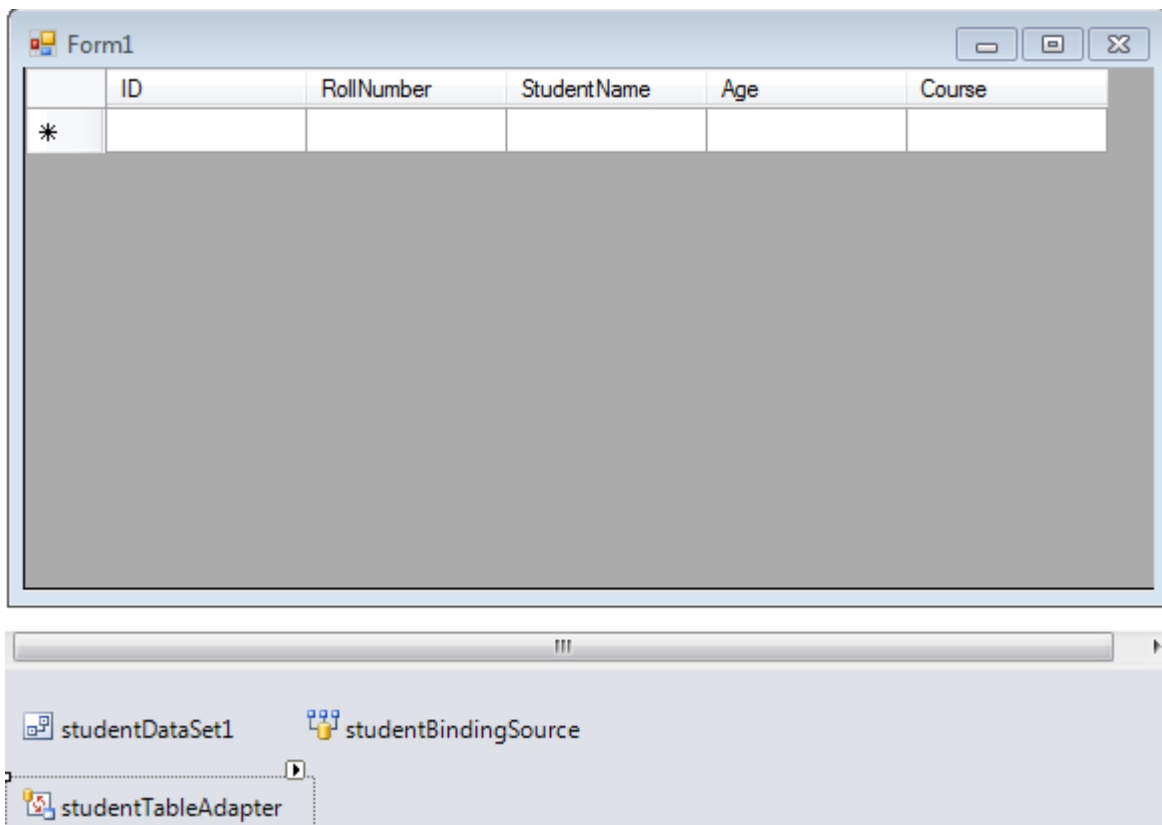 Form1
ID RollNumber StudentName Age Course
studentDataSet1 studentBindingSource
studentTableAdapter